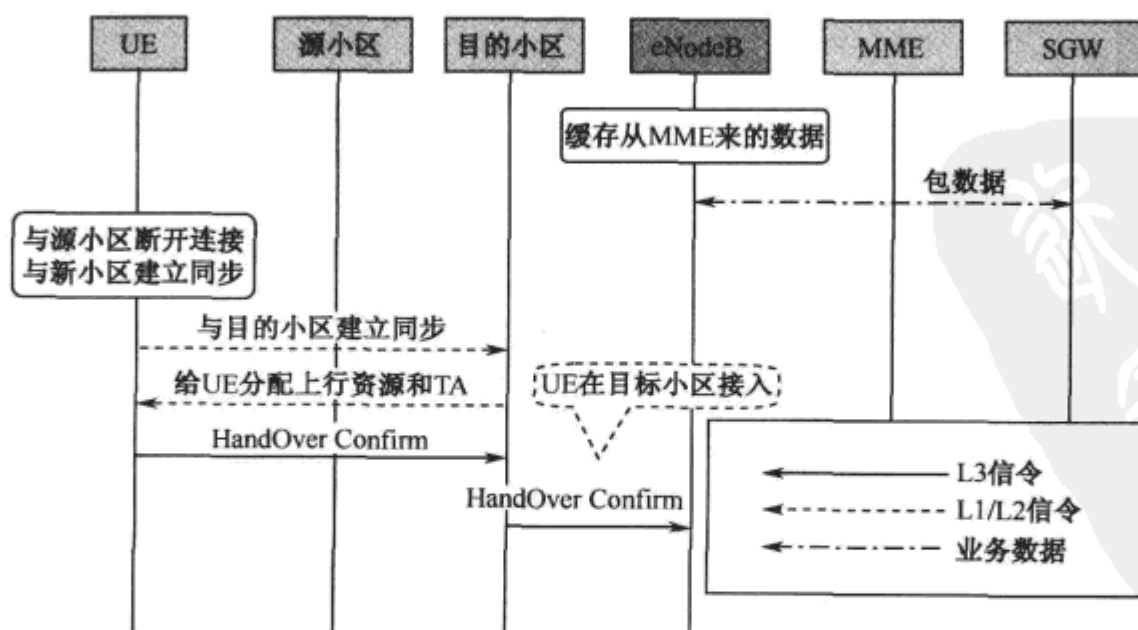 UE 源小区 目的小区 eNodeB MME SGW
缓存从MME来的数据
包数据
与源小区断开连接
与新小区建立同步
与目的小区建立同步
给UE分配上行资源和TA
UE在目标小区接入
HandOver Confirm
HandOver Confirm
L3信令
L1/L2信令
业务数据